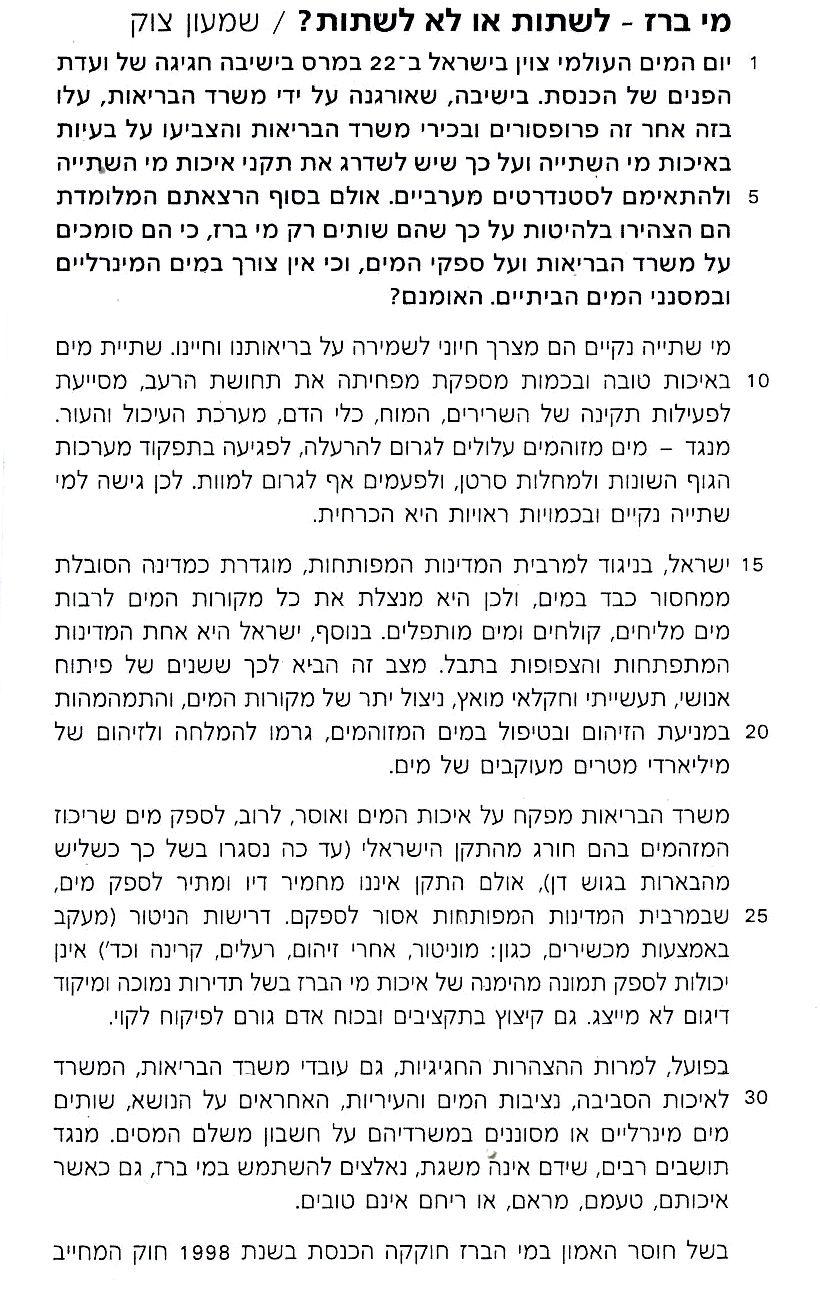 מי ברז - לשתות או לא לשתות? / שמעון צוק
1 יום המים העולמי צוין בישראל ב־22 במרס בישיבה חגיגה של ועדת
הפנים של הכנסת. בישיבה, שאורגנה על ידי משרד הבריאות, עלו
בזה אחר זה פרופסורים ובכירי משרד הבריאות והצביעו על בעיות
באיכות מי השתייה ועל כך שיש לשדרג את תקני איכות מי השתייה
5 ולהתאימם לסטנדרטים מערביים. אולם בסוף הרצאתם המלומדת
הם הצהירו בלהיטות על כך שהם שותים רק מי ברז, כי הם סומכים
על משרד הבריאות ועל ספקי המים, וכי אין צורך במים המינרליים
ובמסנני המים הביתיים. האומנם?
מי שתייה נקיים הם מצרך חיוני לשמירה על בריאותנו וחיינו. שתיית מים
10 באיכות טובה ובכמות מספקת מפחיתה את תחושת הרעב, מסייעת
לפעילות תקינה של השרירים, המוח, כלי הדם, מערכת העיכול והעור.
מנגד – מים מזוהמים עלולים לגרום להרעלה, לפגיעה בתפקוד מערכות
הגוף השונות ולמחלות סרטן, ולפעמים אף לגרום למוות. לכן גישה למי
שתייה נקיים ובכמויות ראויות היא הכרחית.
15 ישראל, בניגוד למרבית המדינות המפותחות, מוגדרת כמדינה הסובלת
ממחסור כבד במים, ולכן היא מנצלת את כל מקורות המים לרבות
מים מליחים, קולחים ומים מותפלים. בנוסף, ישראל היא אחת המדינות
המתפתחות והצפופות בתבל. מצב זה הביא לכך ששנים של פיתוח
אנושי, תעשייתי וחקלאי מואץ, ניצול יתר של מקורות המים, והתמהמהות
20 במניעת הזיהום ובטיפול במים המזוהמים, גרמו להמלחה ולזיהום של
מיליארדי מטרים מעוקבים של מים.
משרד הבריאות מפקח על איכות המים ואוסר, לרוב, לספק מים שריכוז
המזהמים בהם חורג מהתקן הישראלי (עד כה נסגרו בשל כך כשליש
מהבארות בגוש דן), אולם התקן איננו מחמיר דיו ומתיר לספק מים,
25 שבמרבית המדינות המפותחות אסור לספקם. דרישות הניטור (מעקב
באמצעות מכשירים, כגון: מוניטור, אחרי זיהום, רעלים, קרינה וכד') אינן
יכולות לספק תמונה מהימנה של איכות מי הברז בשל תדירות נמוכה ומיקוד
דיגום לא מייצג. גם קיצוץ בתקציבים ובכוח אדם גורם לפיקוח לקוי.
בפועל, למרות ההצהרות החגיגיות, גם עובדי משרד הבריאות, המשרד
30 לאיכות הסביבה, נציבות המים והעיריות, האחראים על הנושא, שותים
מים מינרליים או מסוננים במשרדיהם על חשבון משלם המסים. מנגד
תושבים רבים, שידם אינה משגת, נאלצים להשתמש במי ברז, גם כאשר
איכותם, טעמם, מראם, או ריחם אינם טובים.
בשל חוסר האמון במי הברז חוקקה הכנסת בשנת 1998 חוק המחייב